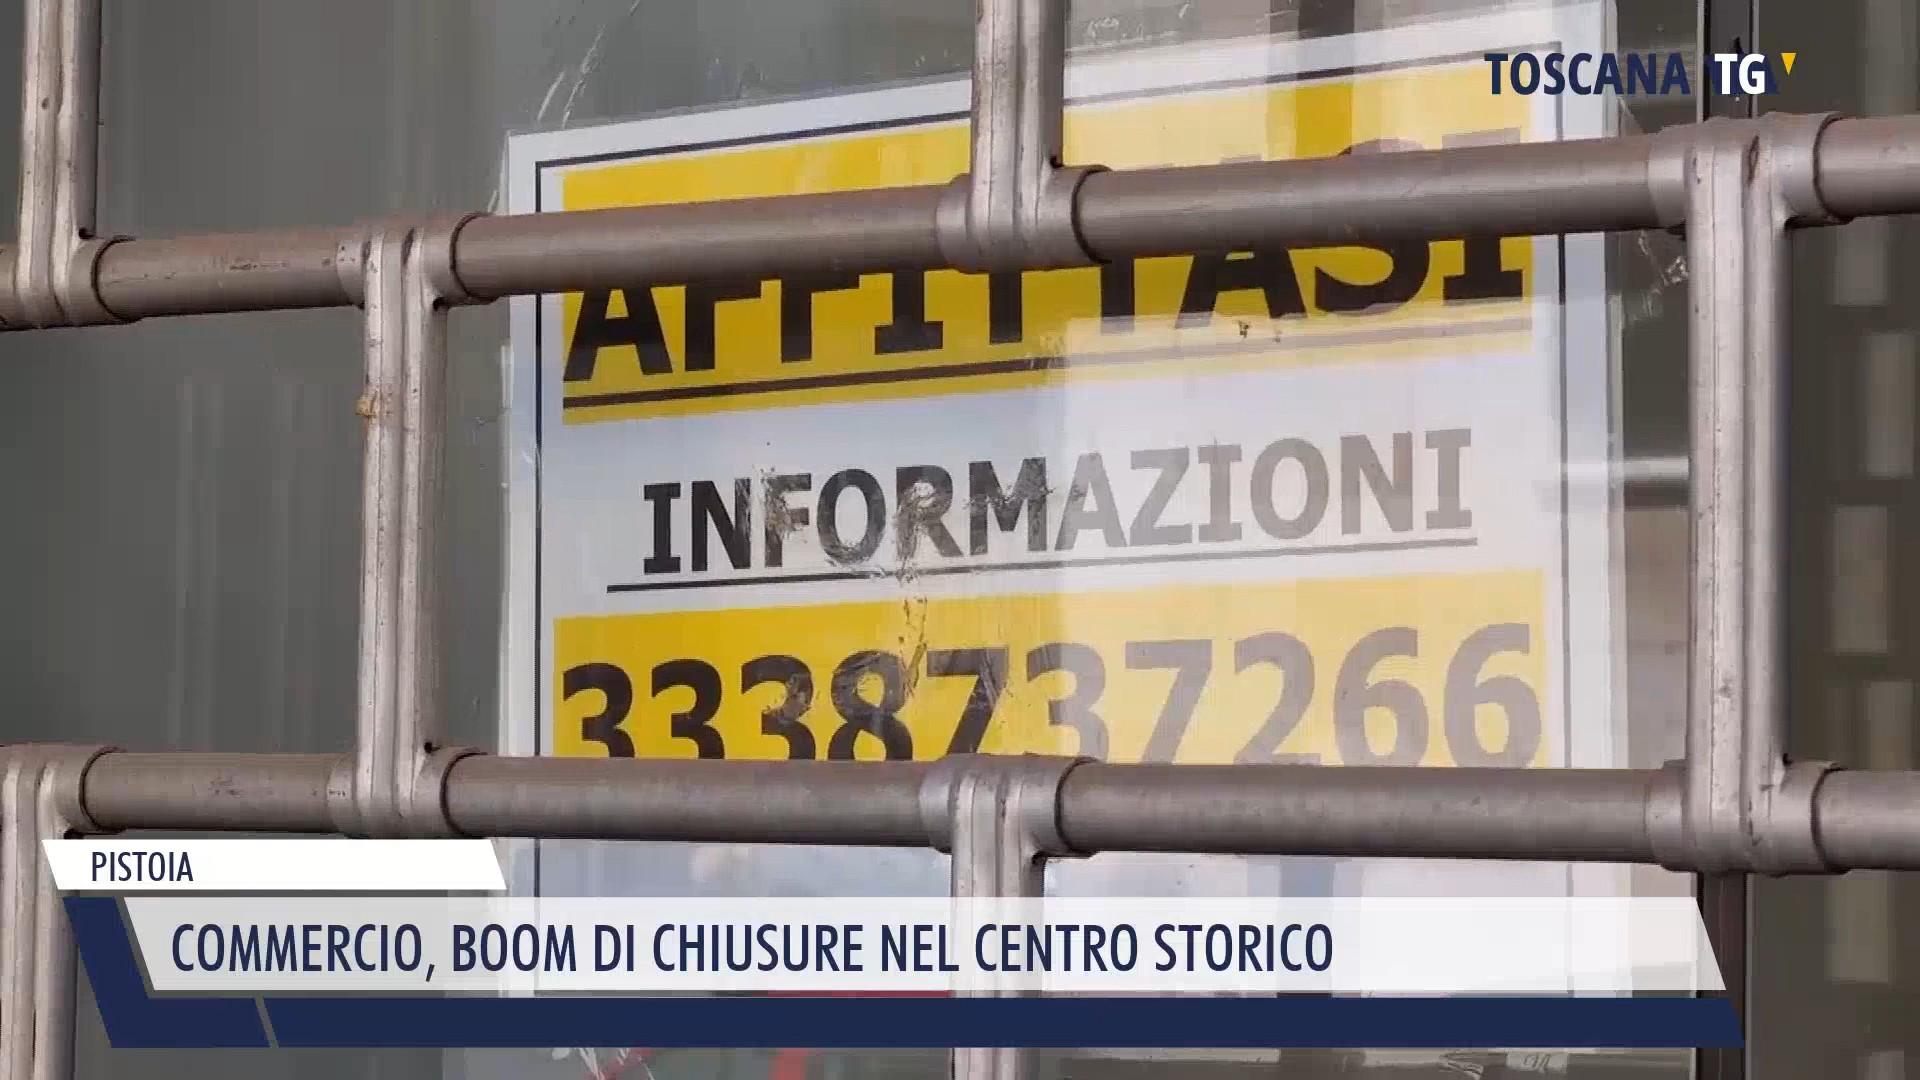 TOSCANA TG
AFFITTASI
INFORMAZIONI
3338737266
PISTOIA
COMMERCIO, BOOM DI CHIUSURE NEL CENTRO STORICO